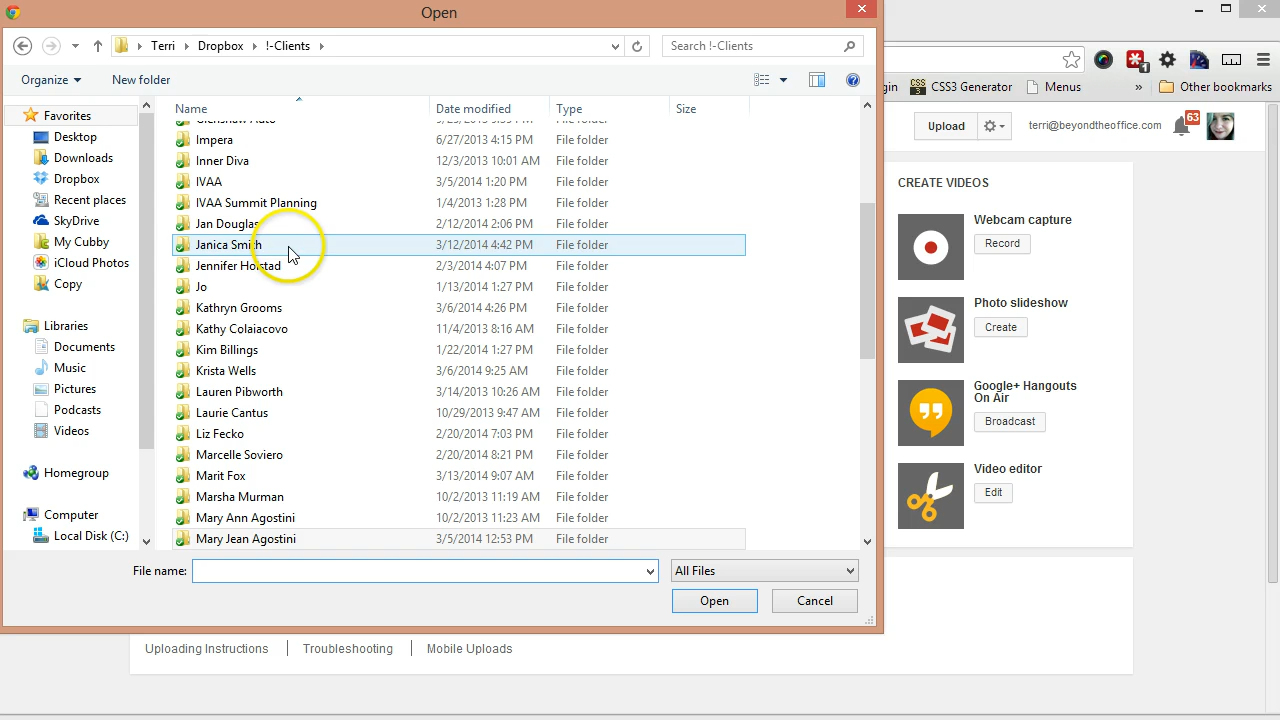 Open
Terri Dropbox !-Clients
Search !-Clients
Organize New folder
gin CSS3 Generator Menus » Other bookmarks
1
Upload terri@beyondtheoffice.com 63
Name Date modified Type Size
Favorites
Desktop
Downloads
Dropbox
Recent places
SkyDrive
My Cubby
iCloud Photos
Copy
Libraries
Documents
Music
Pictures
Podcasts
Videos
Homegroup
Computer
Local Disk (C:)
Impera 6/27/2013 4:15 PM File folder
Inner Diva 12/3/2013 10:01 AM File folder
IVAA 3/5/2014 1:20 PM File folder
IVAA Summit Planning 1/4/2013 1:28 PM File folder
Jan Douglas 2/12/2014 2:06 PM File folder
Janica Smith 3/12/2014 4:42 PM File folder
Jennifer Hofstad 2/3/2014 4:07 PM File folder
Jo 1/13/2014 1:27 PM File folder
Kathryn Grooms 3/6/2014 4:26 PM File folder
Kathy Colaiacovo 11/4/2013 8:16 AM File folder
Kim Billings 1/22/2014 1:27 PM File folder
Krista Wells 3/6/2014 9:25 AM File folder
Lauren Pibworth 3/14/2013 10:26 AM File folder
Laurie Cantus 10/29/2013 9:47 AM File folder
Liz Fecko 2/20/2014 7:03 PM File folder
Marcelle Soviero 2/20/2014 8:21 PM File folder
Marit Fox 3/13/2014 9:07 AM File folder
Marsha Murman 10/2/2013 11:19 AM File folder
Mary Ann Agostini 10/2/2013 11:23 AM File folder
Mary Jean Agostini 3/5/2014 12:53 PM File folder
File name: All Files
Open Cancel
CREATE VIDEOS
Webcam capture
Record
Photo slideshow
Create
Google+ Hangouts
On Air
Broadcast
Video editor
Edit
Uploading Instructions Troubleshooting Mobile Uploads